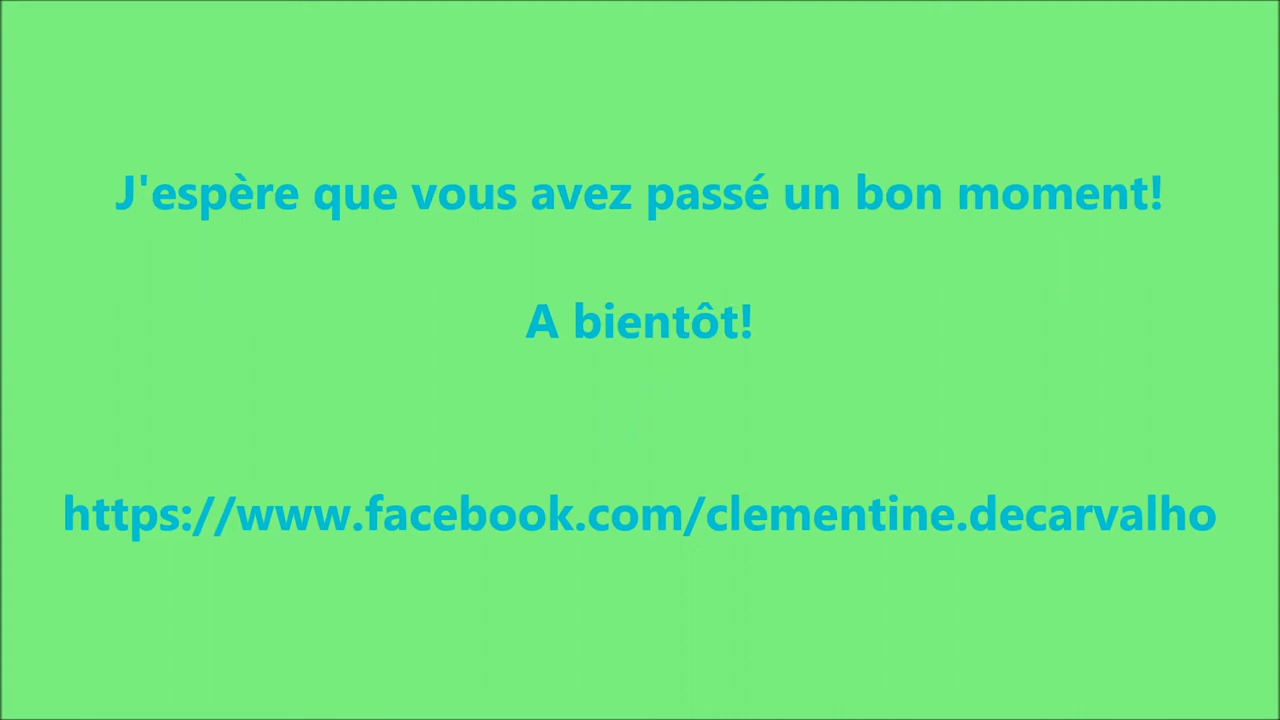 J'espère que vous avez passé un bon moment!
A bientôt!
https://www.facebook.com/clementine.decarvalho